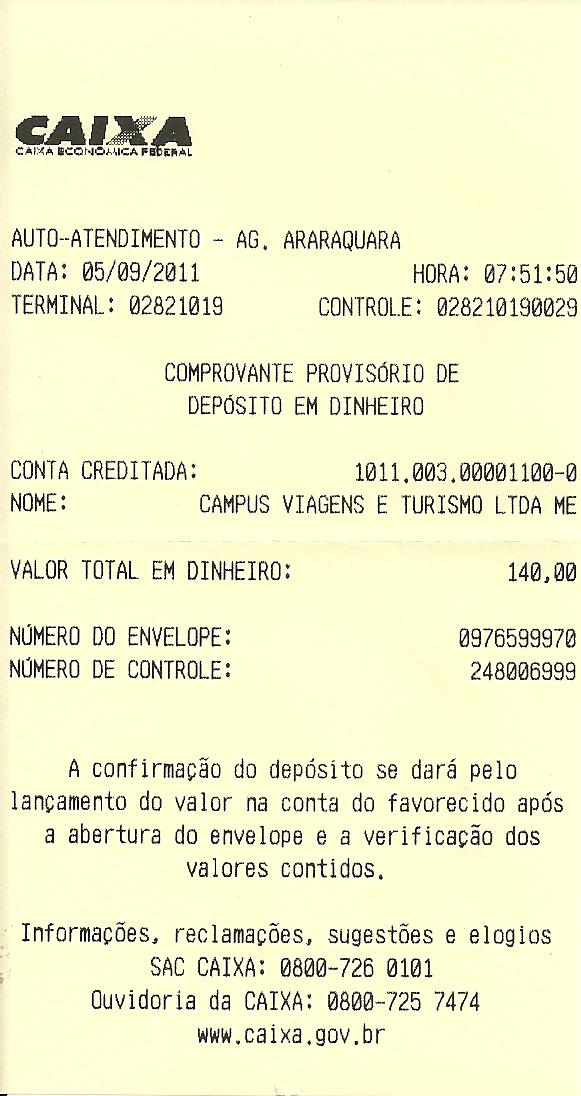 CAIXA
CAIXA ECONOMICA FEDERAL
AUTO-ATENDIMENTO - AG. ARARAQUARA
DATA: 05/09/2011 HORA: 07:51:50
TERMINAL: 02821019 CONTROLE: 028210190029
COMPROVANTE PROVISÓRIO DE
DEPÓSITO EM DINHEIRO
CONTA CREDITADA: 1011.003.00001100-0
NOME: CAMPUS VIAGENS E TURISMO LTDA ME
VALOR TOTAL EM DINHEIRO: 140,00
NÚMERO DO ENVELOPE: 0976599970
NÚMERO DE CONTROLE: 248006999
A confirmação do depósito se dará pelo
lançamento do valor na conta do favorecido após
a abertura do envelope e a verificação dos
valores contidos.
Informações, reclamações, sugestões e elogios
SAC CAIXA: 0800-726 0101
Ouvidoria da CAIXA: 0800-725 7474
www.caixa.gov.br